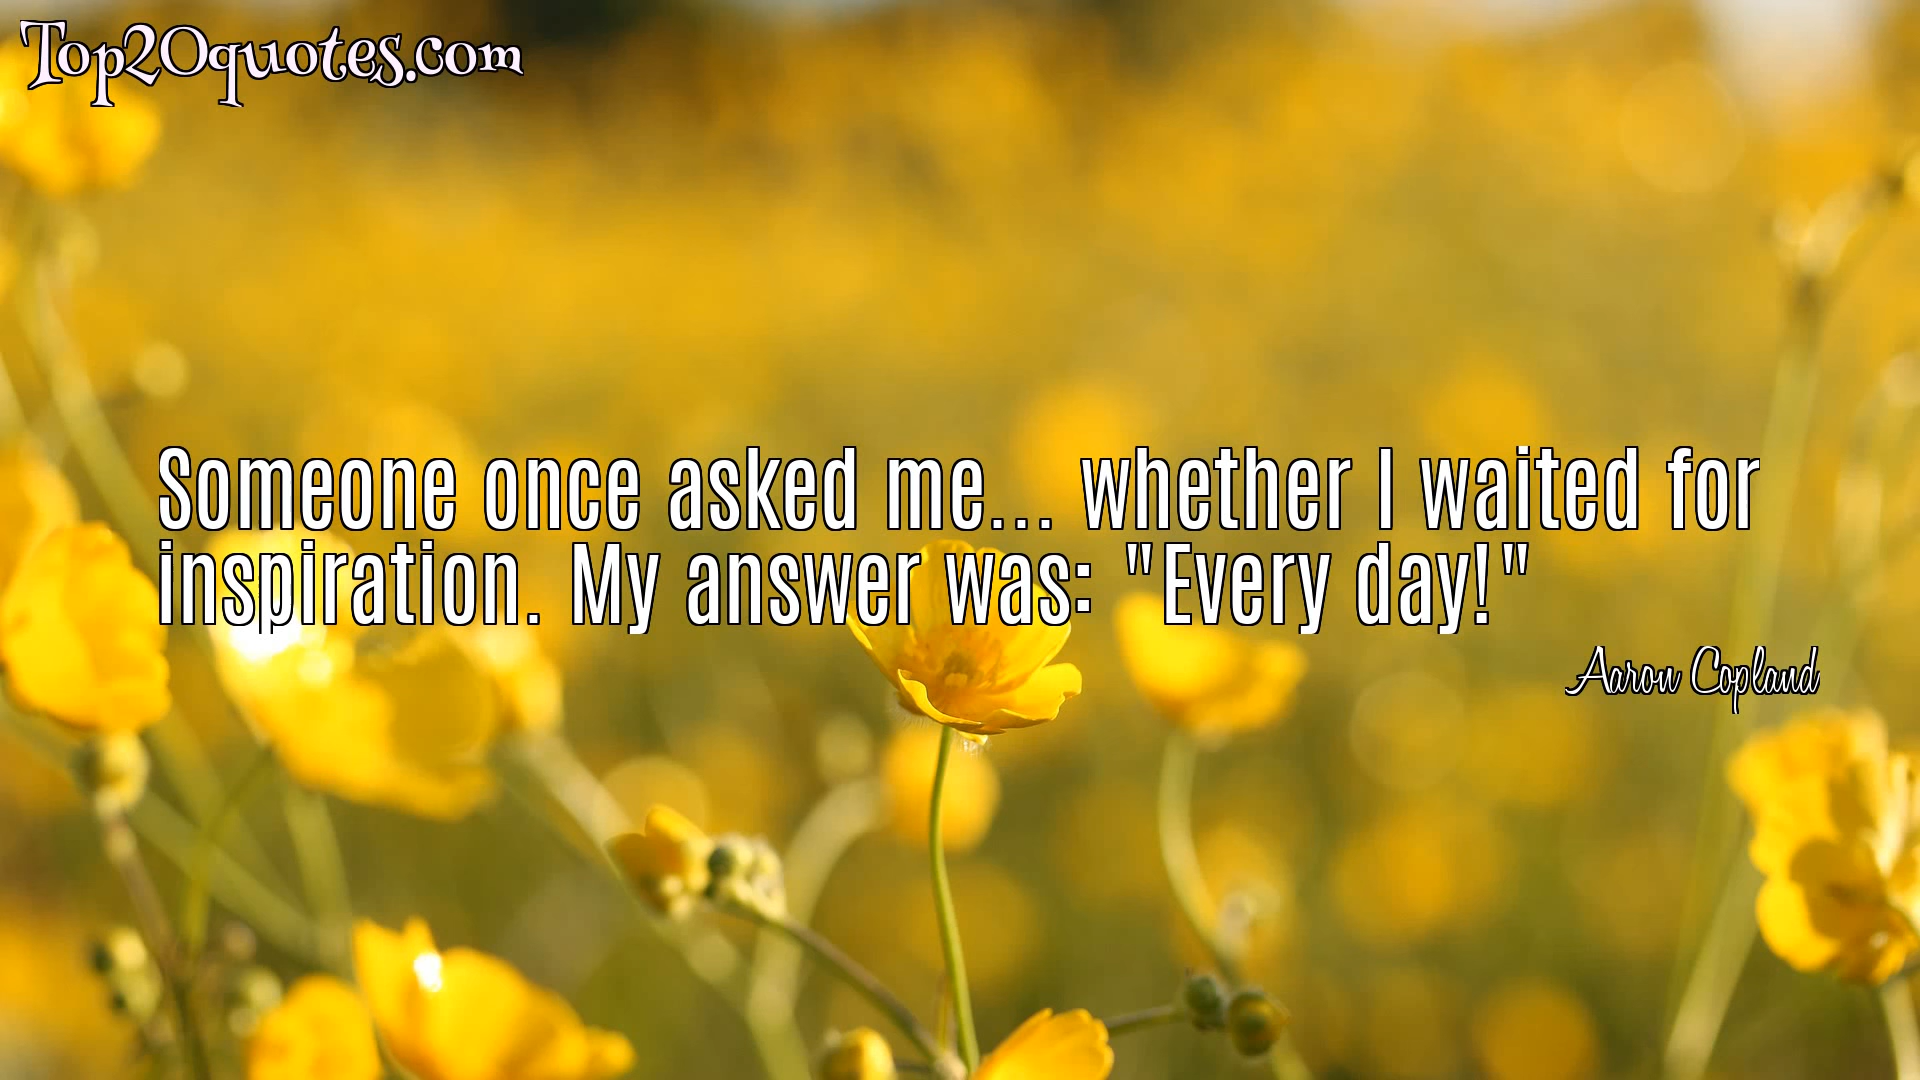 Top20quotes.com
Someone once asked me... whether I waited for
inspiration. My answer was: "Every day!"
Aaron Copland